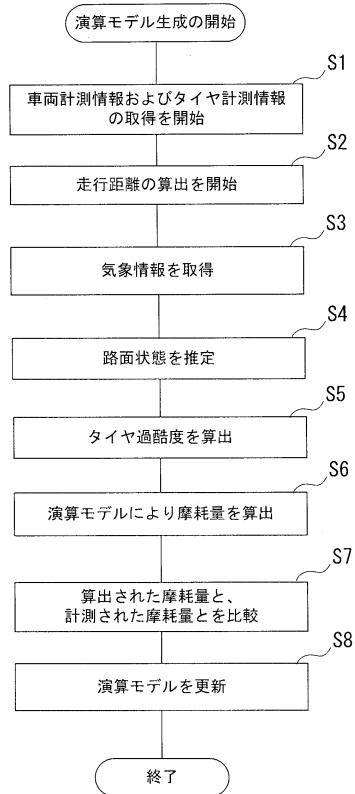 演算モデル生成の開始
S1
車両計測情報およびタイヤ計測情報
の取得を開始
S2
走行距離の算出を開始
S3
気象情報を取得
S4
路面状態を推定
S5
タイヤ過酷度を算出
S6
演算モデルにより摩耗量を算出
S7
算出された摩耗量と、
計測された摩耗量とを比較
S8
演算モデルを更新
終了